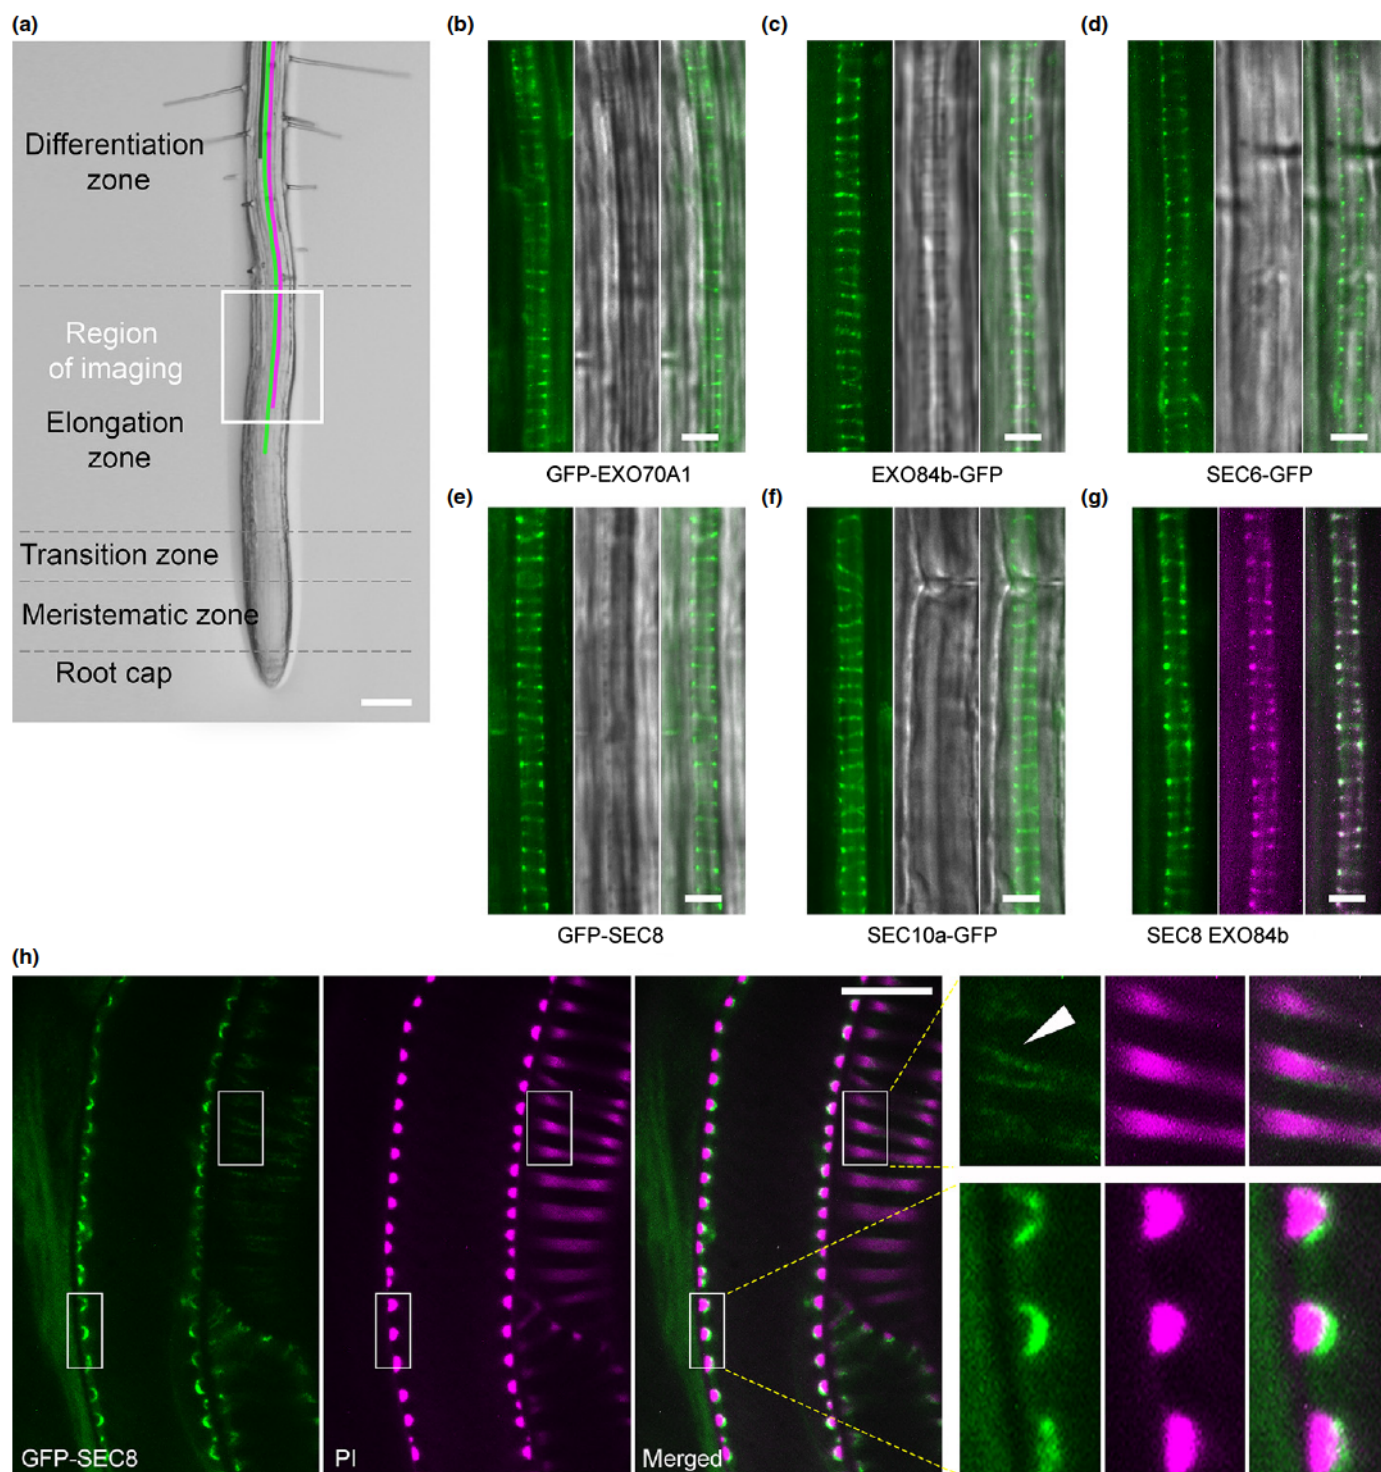 (a)
Differentiation
zone
Region
of imaging
Elongation
zone
Transition zone
Meristematic zone
Root cap
(b)
GFP-EXO70A1
(c)
EXO84b-GFP
(d)
SEC6-GFP
(e)
GFP-SEC8
(f)
SEC10a-GFP
(g)
SEC8 EXO84b
(h)
GFP-SEC8
PI
Merged